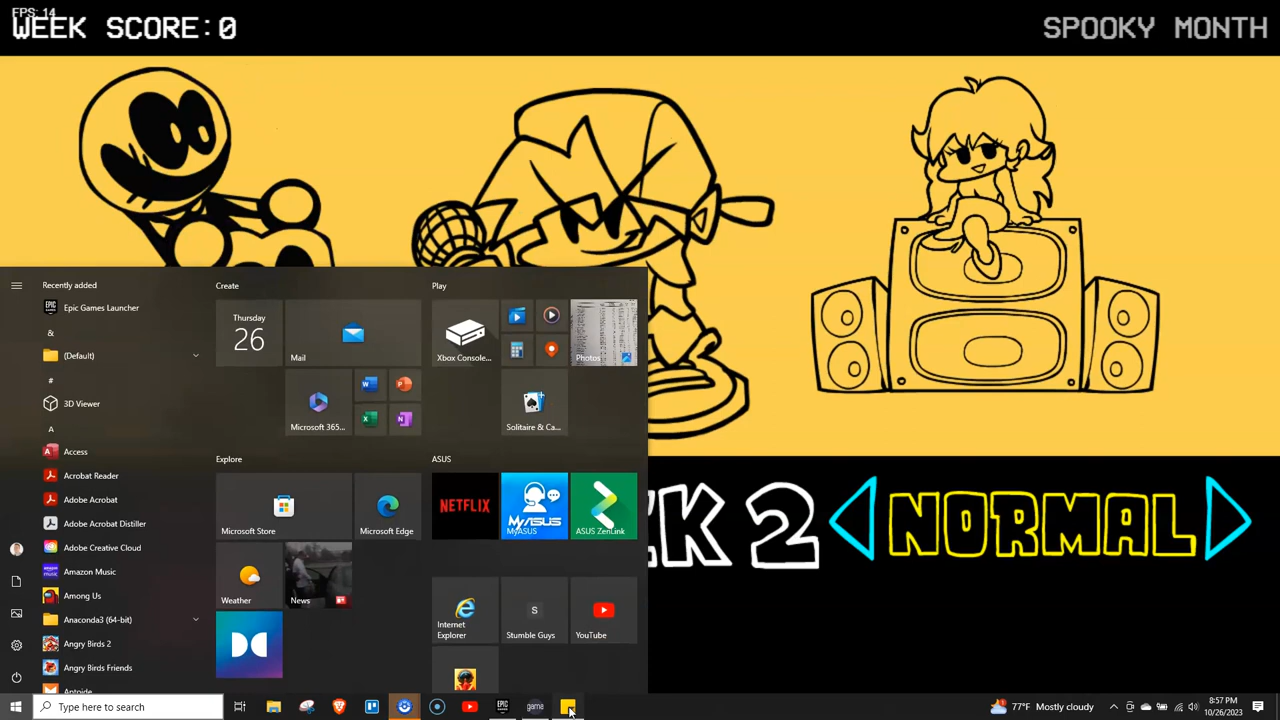 FPS: 14
WEEK SCORE:0
SPOOKY MONTH
Recently added
Epic Games Launcher
&
(Default)
#
3D Viewer
A
Access
Acrobat Reader
Adobe Acrobat
Adobe Acrobat Distiller
Adobe Creative Cloud
Amazon Music
Among Us
Anaconda3 (64-bit)
Angry Birds 2
Angry Birds Friends
Aptoide
Create
Thursday
26
Mail
Microsoft 365...
Explore
Microsoft Store
Microsoft Edge
Weather
News
Play
Xbox Console...
Photos
Solitaire & Ca...
ASUS
NETFLIX
MyASUS
MyASUS
ASUS ZenLink
Internet
Explorer
S
Stumble Guys
YouTube
EK 2
NORMAL
Type here to search
EPIC
game
77°F Mostly cloudy
8:57 PM
10/26/2023